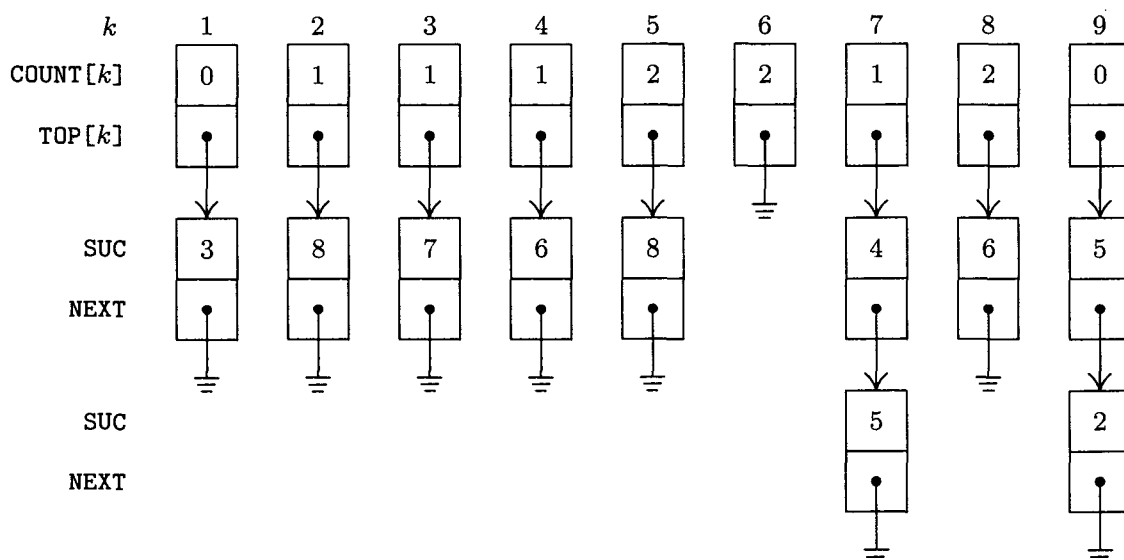 k 1 2 3 4 5 6 7 8 9
COUNT[k] 0 1 1 1 2 2 1 2 0
TOP[k]
SUC 3 8 7 6 8 4 6 5
NEXT
SUC 5 2
NEXT